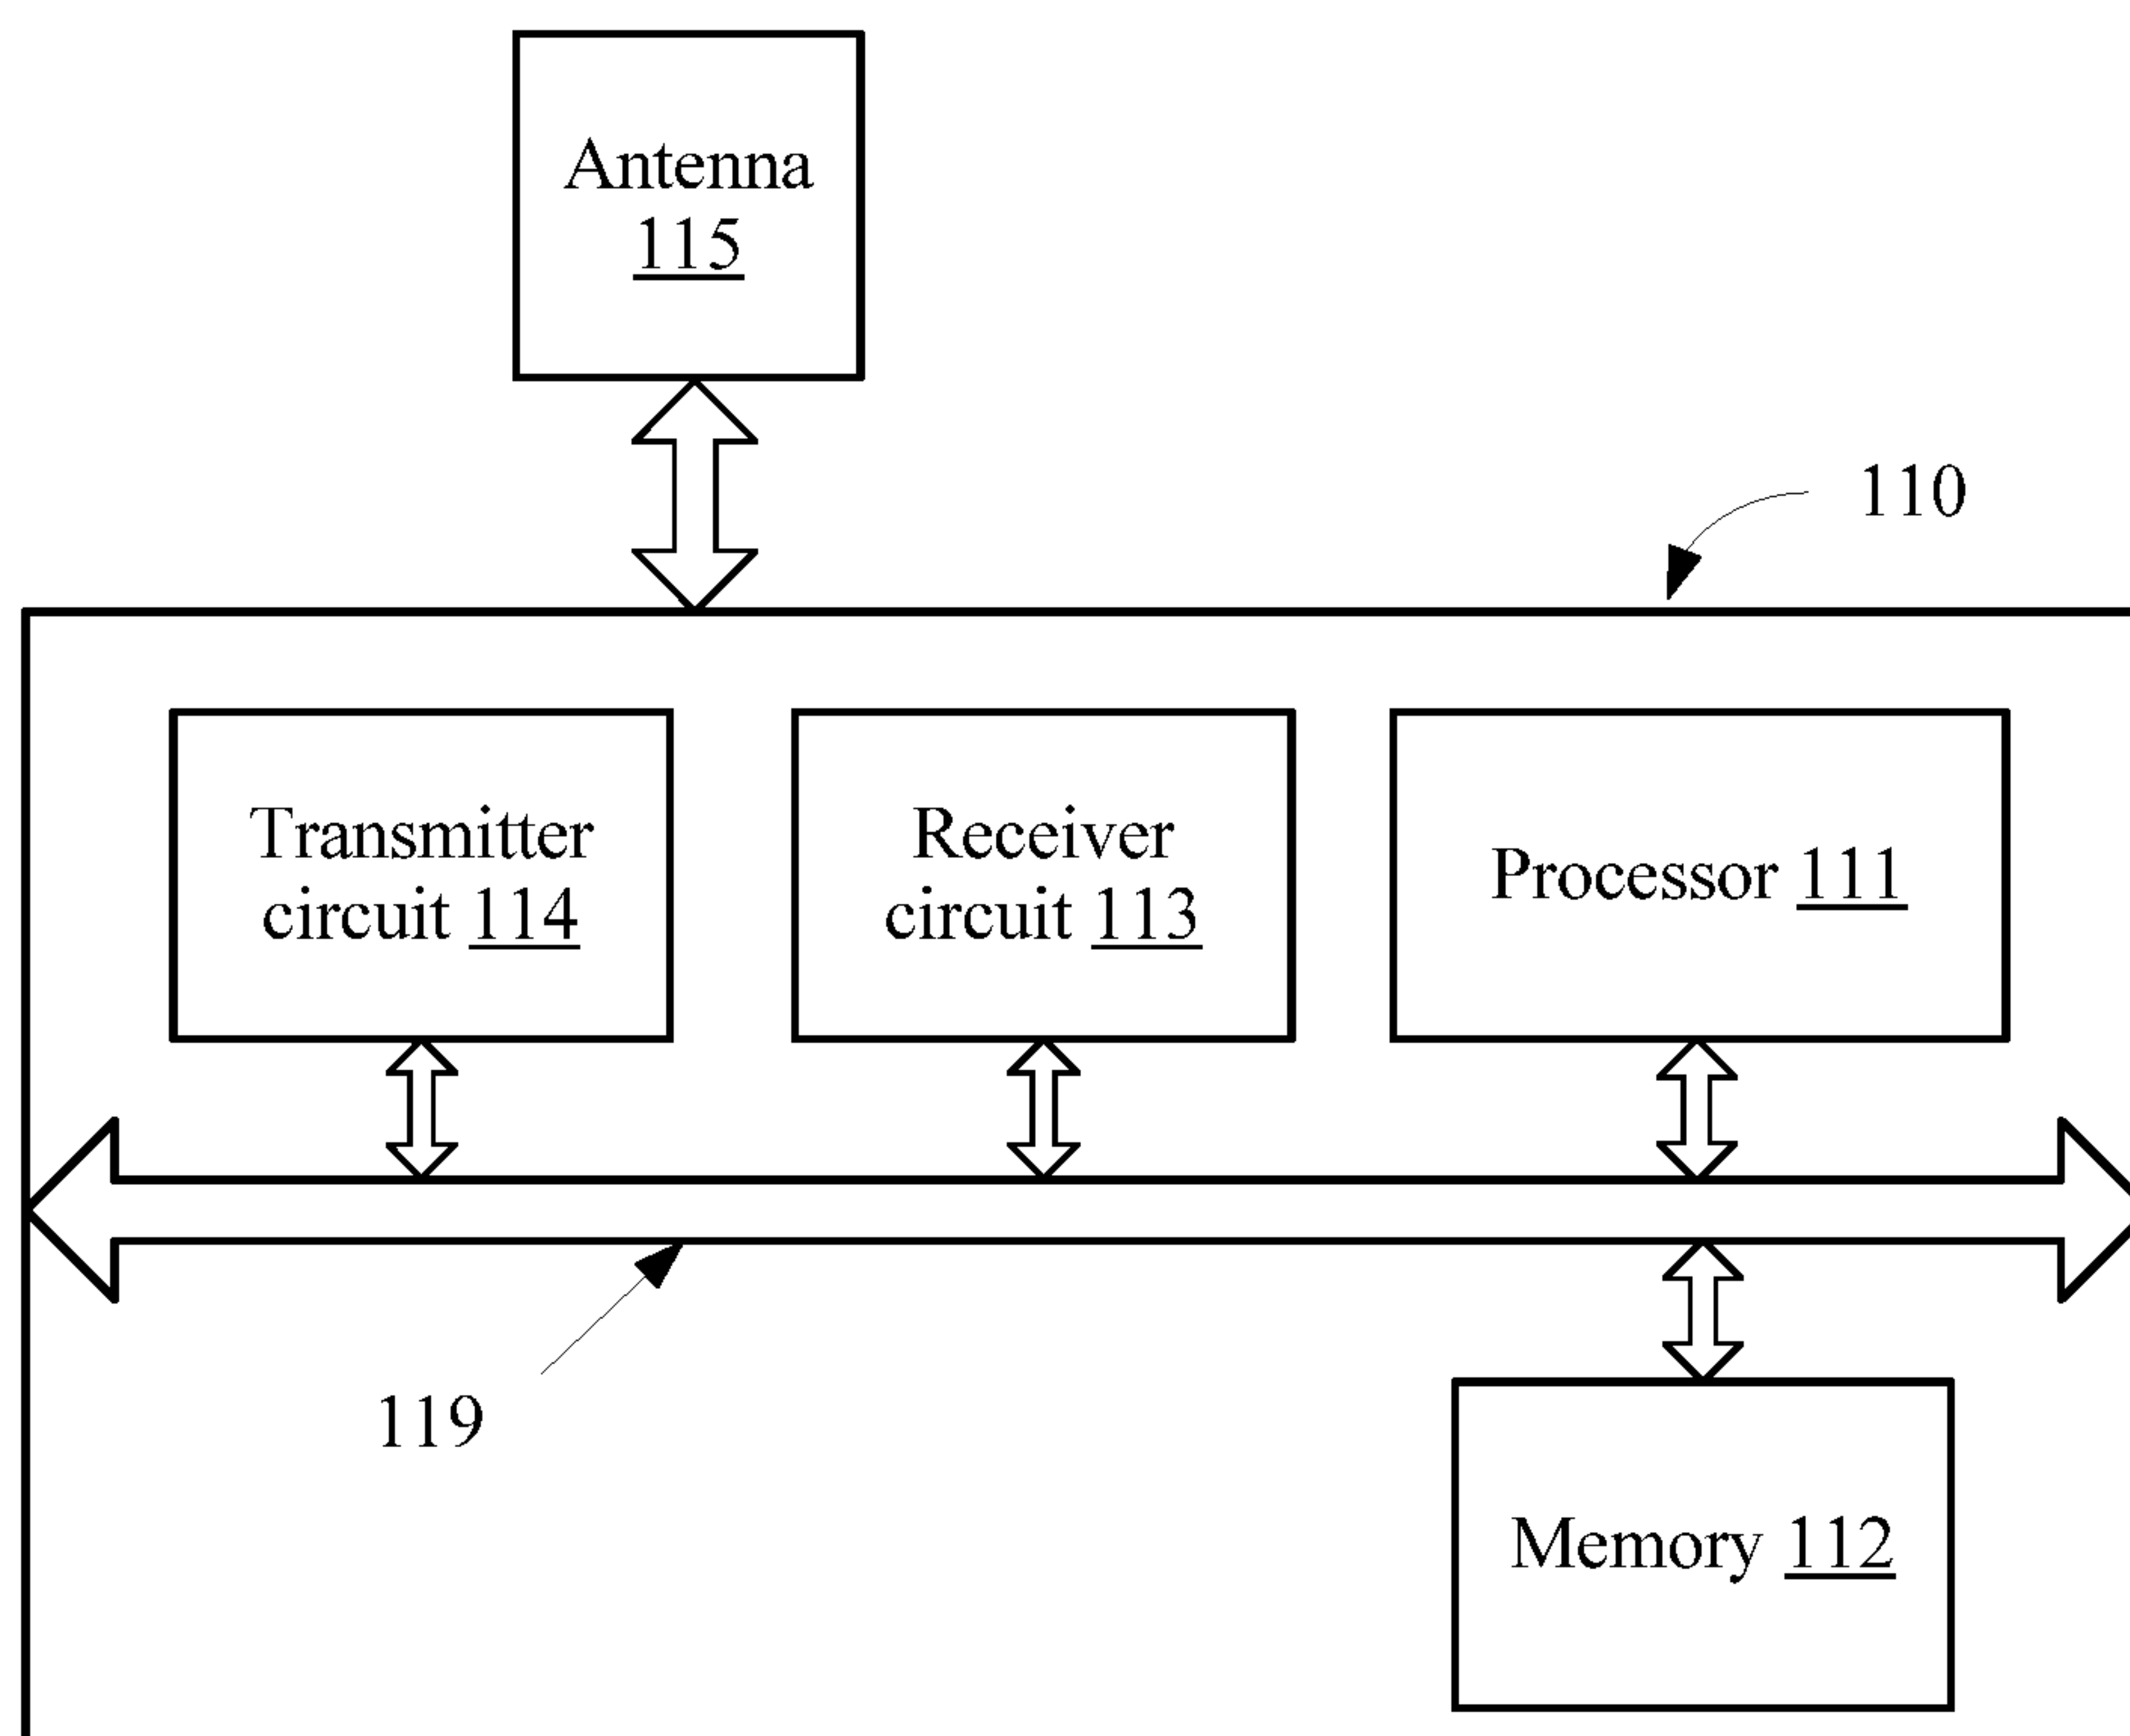 Antenna
115
110
Transmitter
circuit 114
Receiver
circuit 113
Processor 111
119
Memory 112